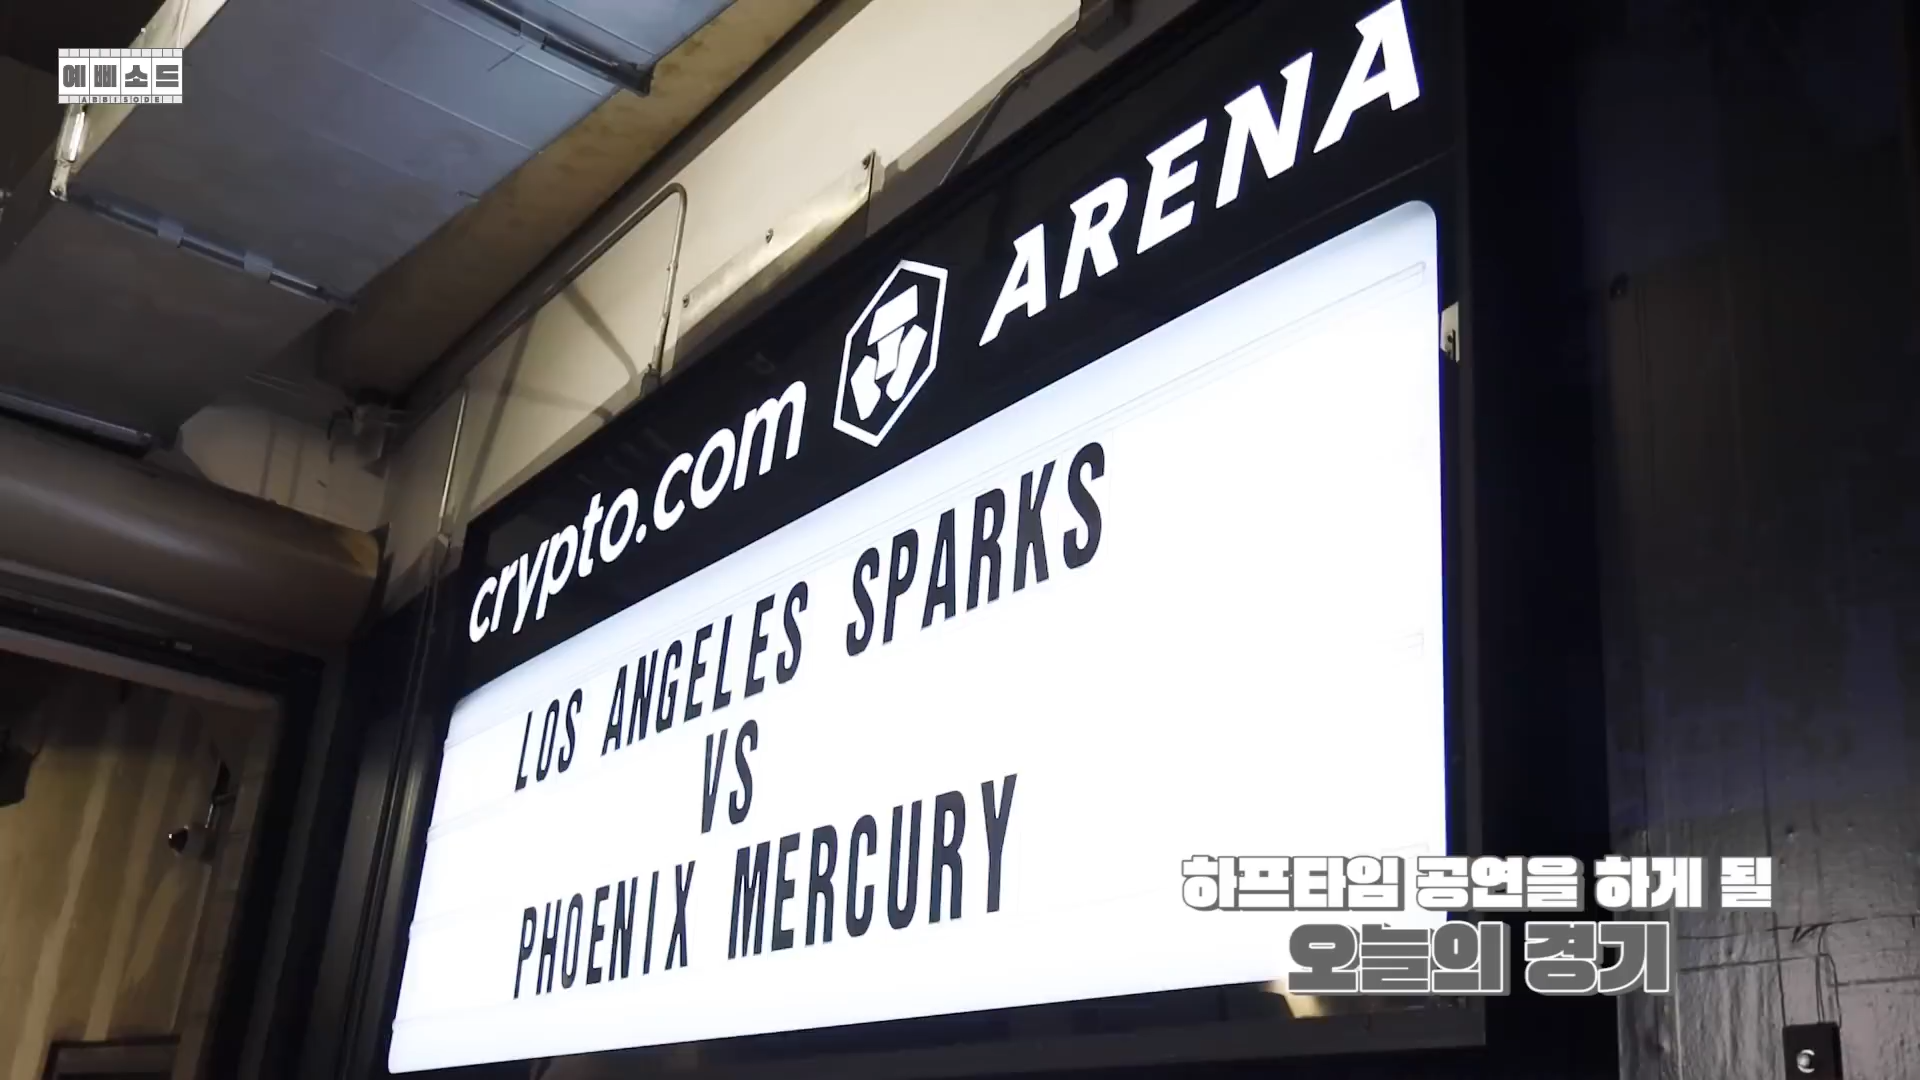 예삐소드
ABBISODE
crypto.com ARENA
LOS ANGELES SPARKS
VS
PHOENIX MERCURY
하프타임 공연을 하게 될
오늘의 경기